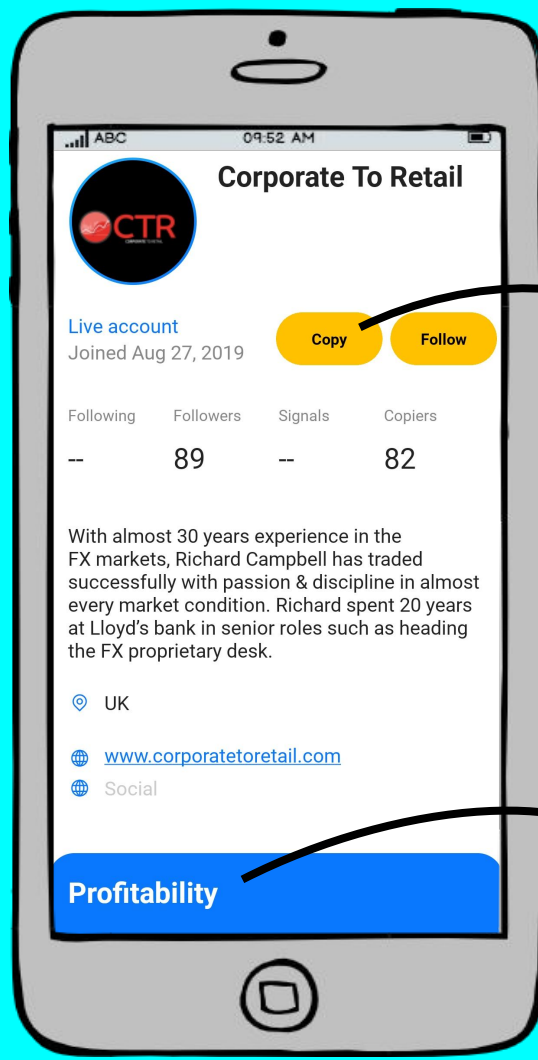 ABC 09:52 AM
Corporate To Retail
CTR
Live account
Joined Aug 27, 2019
Copy
Follow
Following Followers Signals Copiers
-- 89 -- 82
With almost 30 years experience in the
FX markets, Richard Campbell has traded
successfully with passion & discipline in almost
every market condition. Richard spent 20 years
at Lloyd's bank in senior roles such as heading
the FX proprietary desk.
UK
www.corporatetoretail.com
Social
Profitability